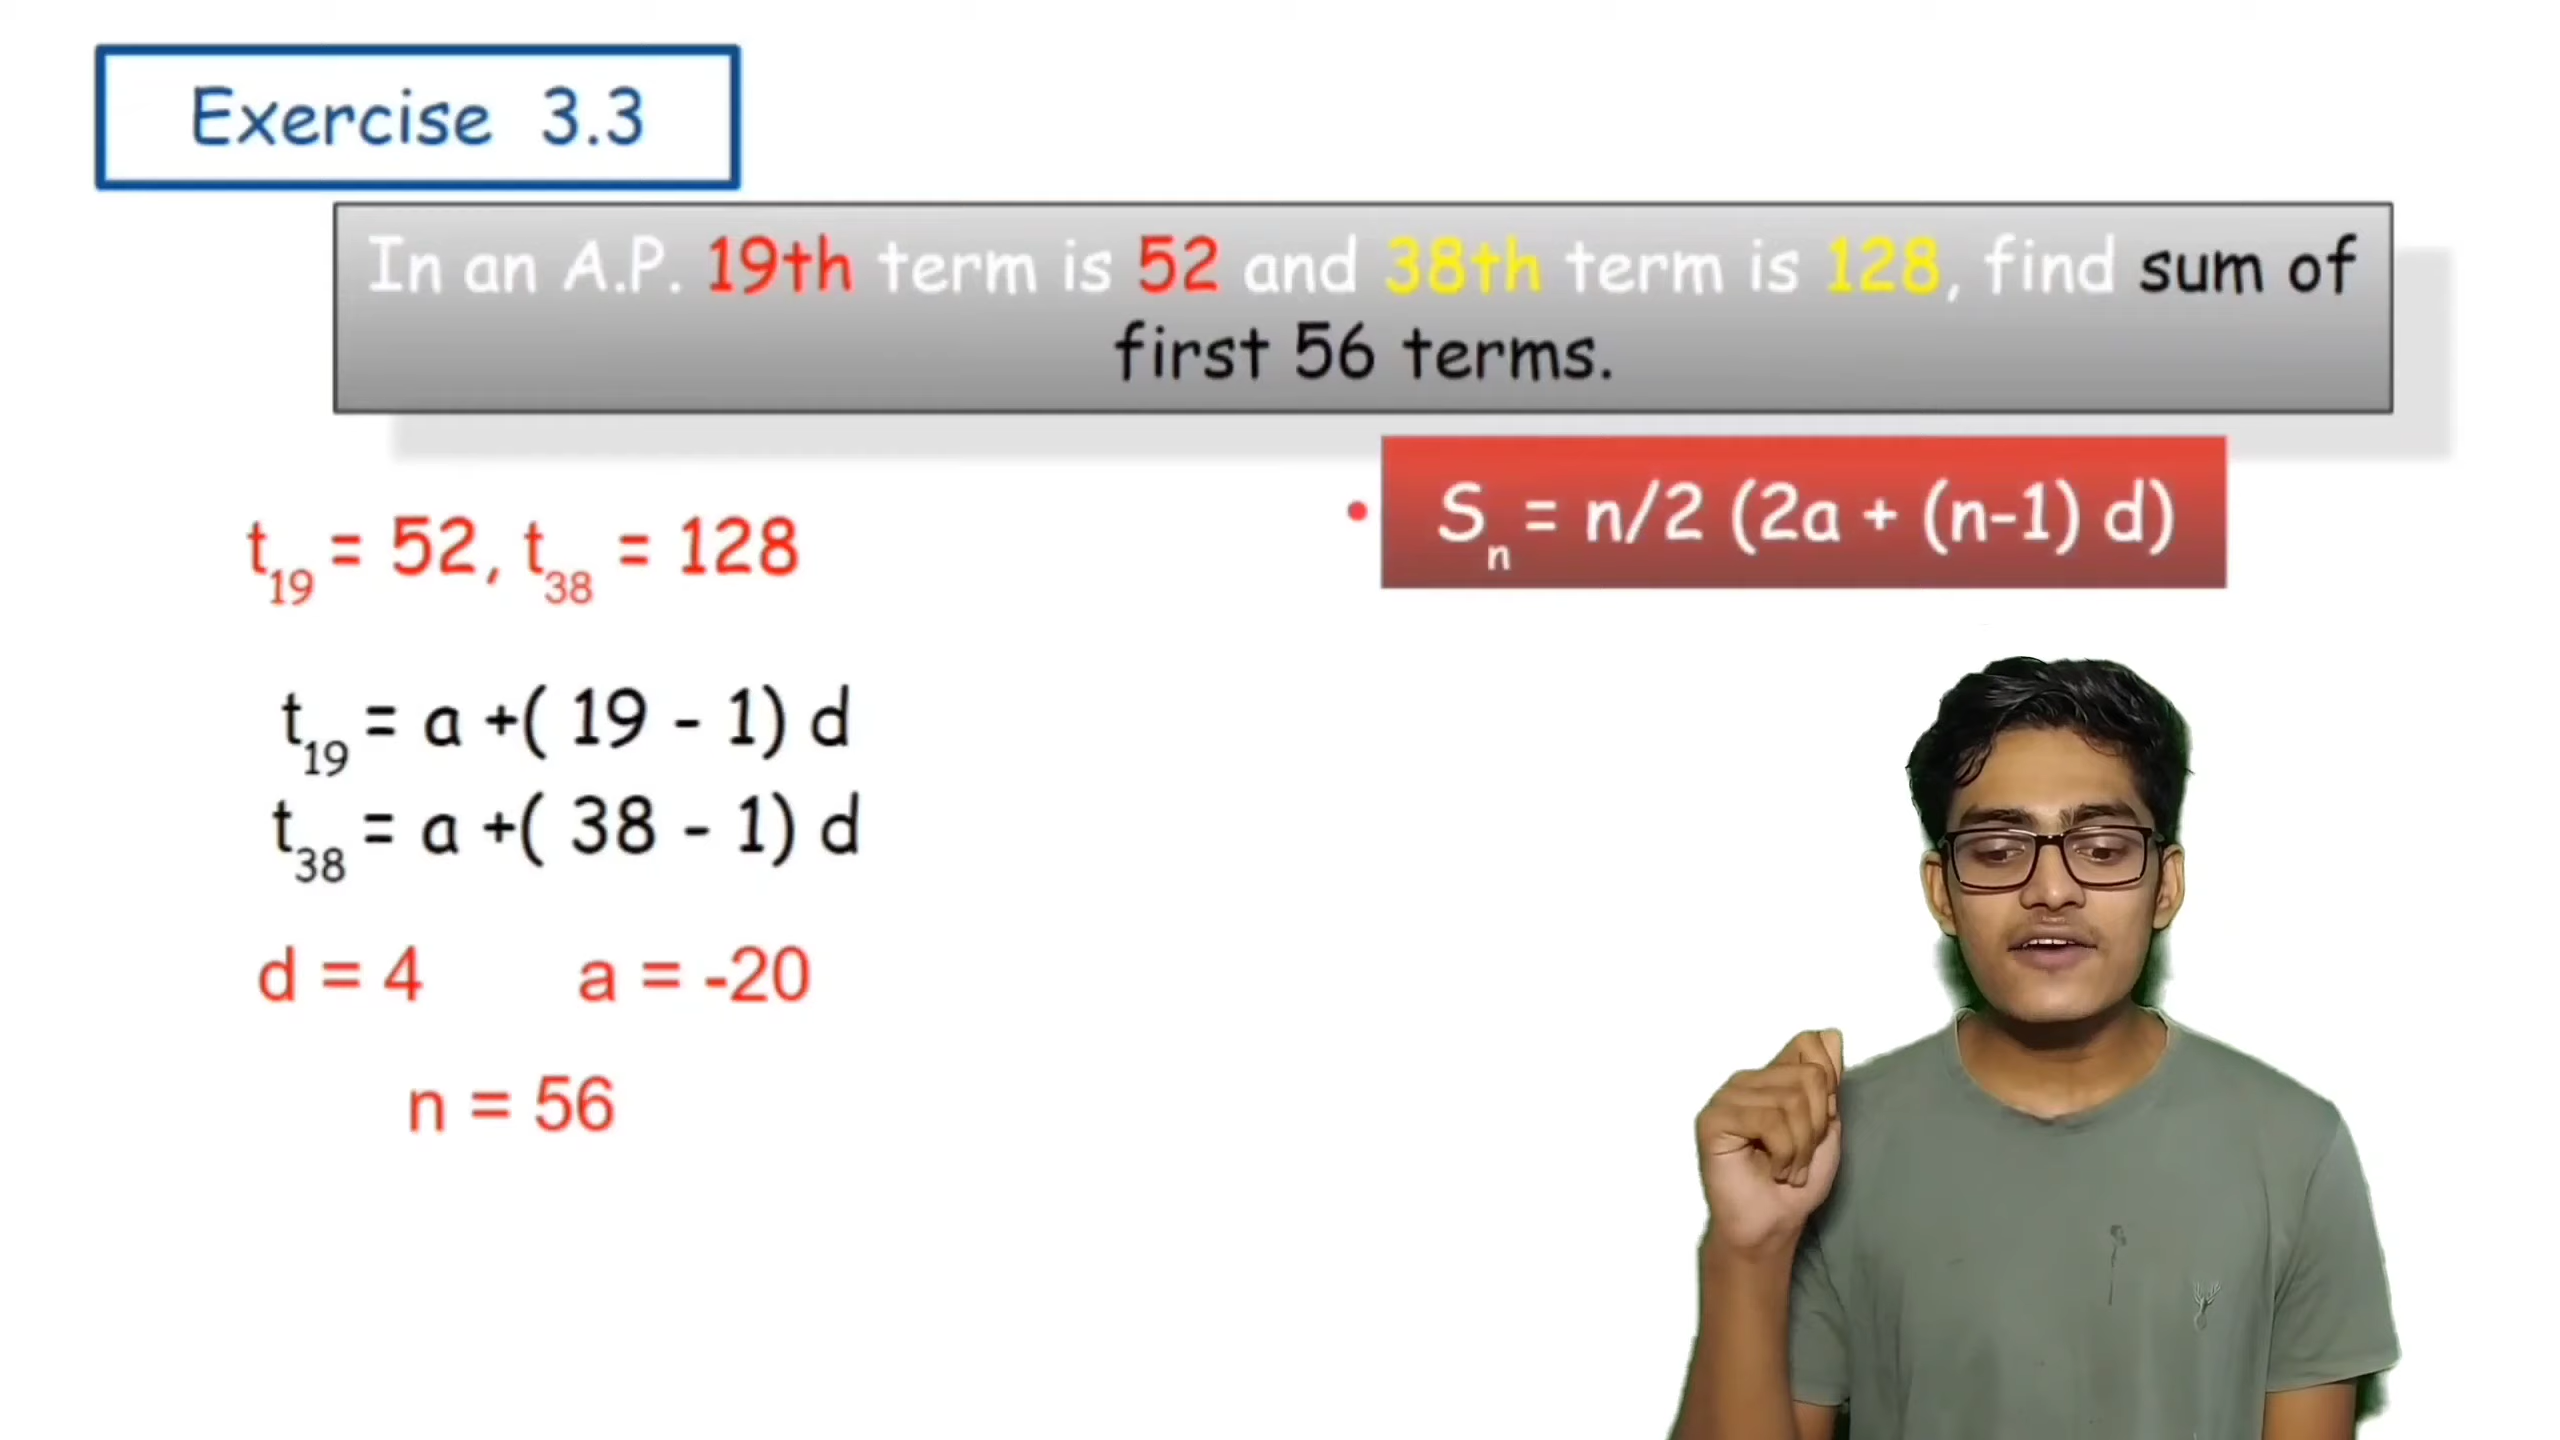 Exercise 3.3
In an A.P. 19th term is 52 and 38th term is 128, find sum of
first 56 terms.
• Sₙ = n/2 (2a + (n-1) d)
t₁₉ = 52, t₃₈ = 128
t₁₉ = a +( 19 - 1) d
t₃₈ = a +( 38 - 1) d
d = 4 a = -20
n = 56